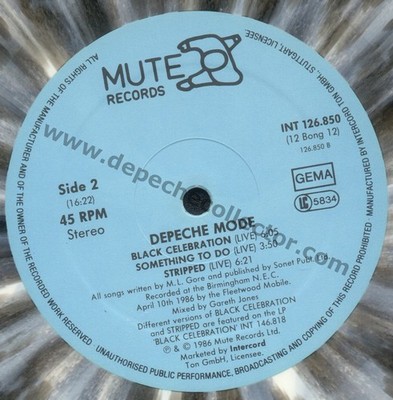 MUTE
RECORDS
INT 126.850
(12 Bong 12)
126.850 B
GEMA
LC 5834
Side 2
(16:22)
45 RPM
Stereo
DEPECHE MODE
BLACK CELEBRATION (LIVE)
SOMETHING TO DO (LIVE) 3:50
STRIPPED (LIVE) 6:21
All songs written by M.L. Gore and published by Sonet Publ.
Recorded at the Birmingham N.E.C.
April 10th 1986 by the Fleetwood Mobile.
Mixed by Gareth Jones
Different versions of BLACK CELEBRATION
and STRIPPED are featured on the LP
'BLACK CELEBRATION' INT 146.818
℗ & © 1986 Mute Records Ltd.
Marketed by Intercord
Ton GmbH, Licensee.
ALL RIGHTS OF THE MANUFACTURER AND OF THE OWNER OF THE RECORDED WORK RESERVED. UNAUTHORISED PUBLIC PERFORMANCE, BROADCASTING AND COPYING OF THIS RECORD PROHIBITED
MANUFACTURED BY INTERCORD TON GMBH., STUTTGART, LICENSEE
www.depechecollector.com